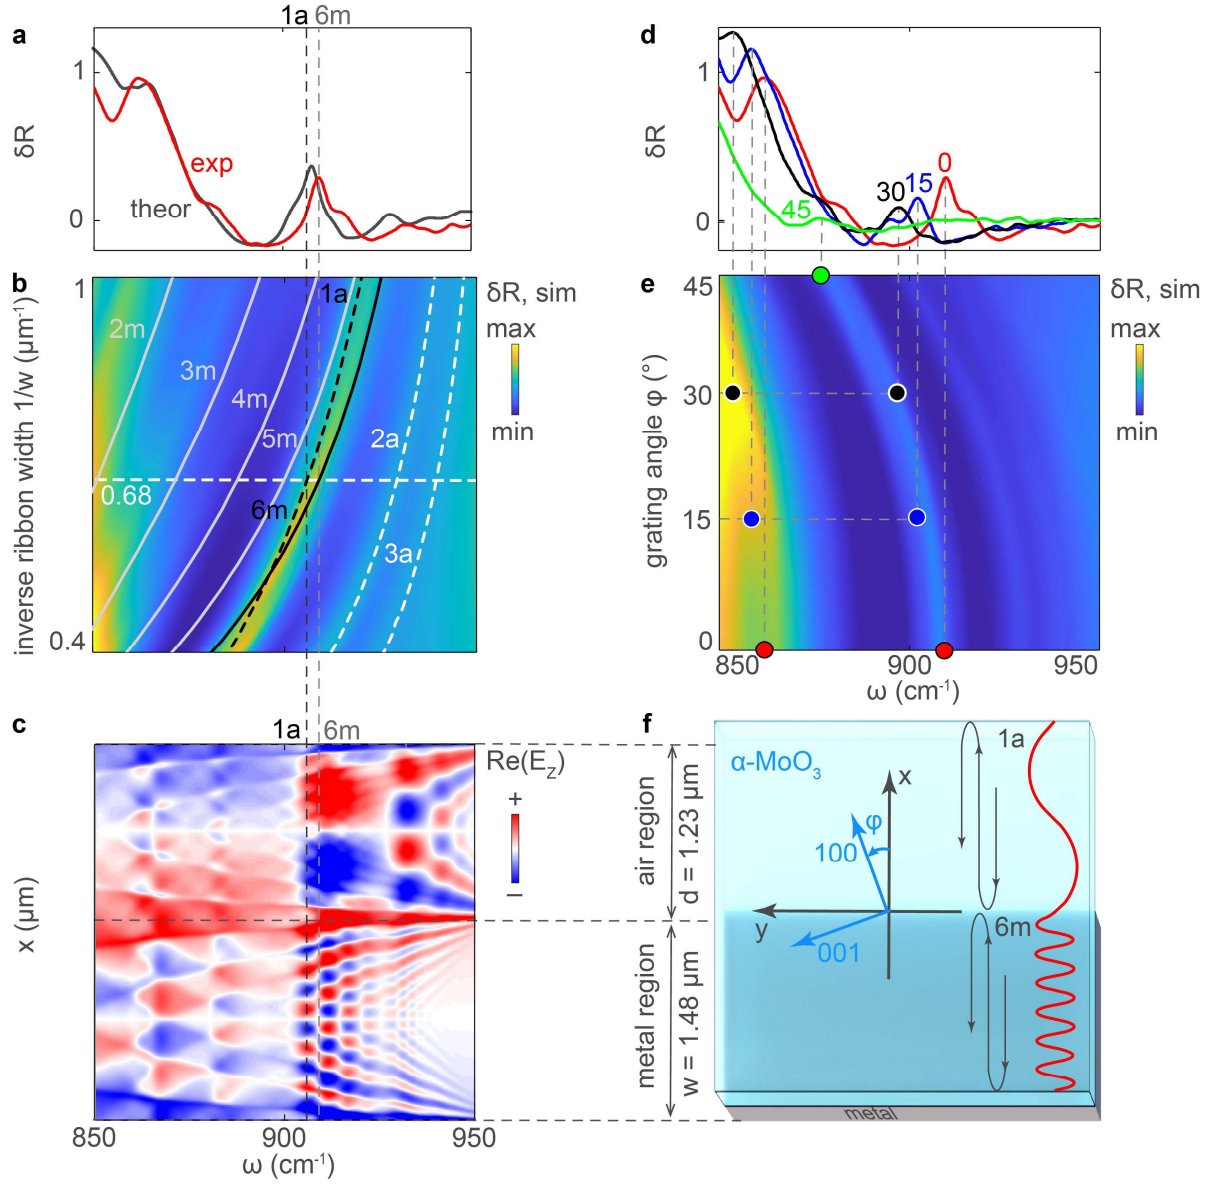 a
1a 6m
δR
1
0
exp
theor
b
inverse ribbon width 1/w (µm⁻¹)
1
0.4
2m
3m
4m
5m
6m
1a
2a
3a
0.68
δR, sim
max
min
c
1a 6m
x (µm)
Re(E_Z)
+
–
850 900 950
ω (cm⁻¹)
d
δR
1
0
0
15
30
45
e
grating angle φ (°)
45
30
15
0
850 900 950
ω (cm⁻¹)
δR, sim
max
min
f
air region
d = 1.23 µm
metal region
w = 1.48 µm
α-MoO₃
x
φ
100
y
001
1a
6m
metal